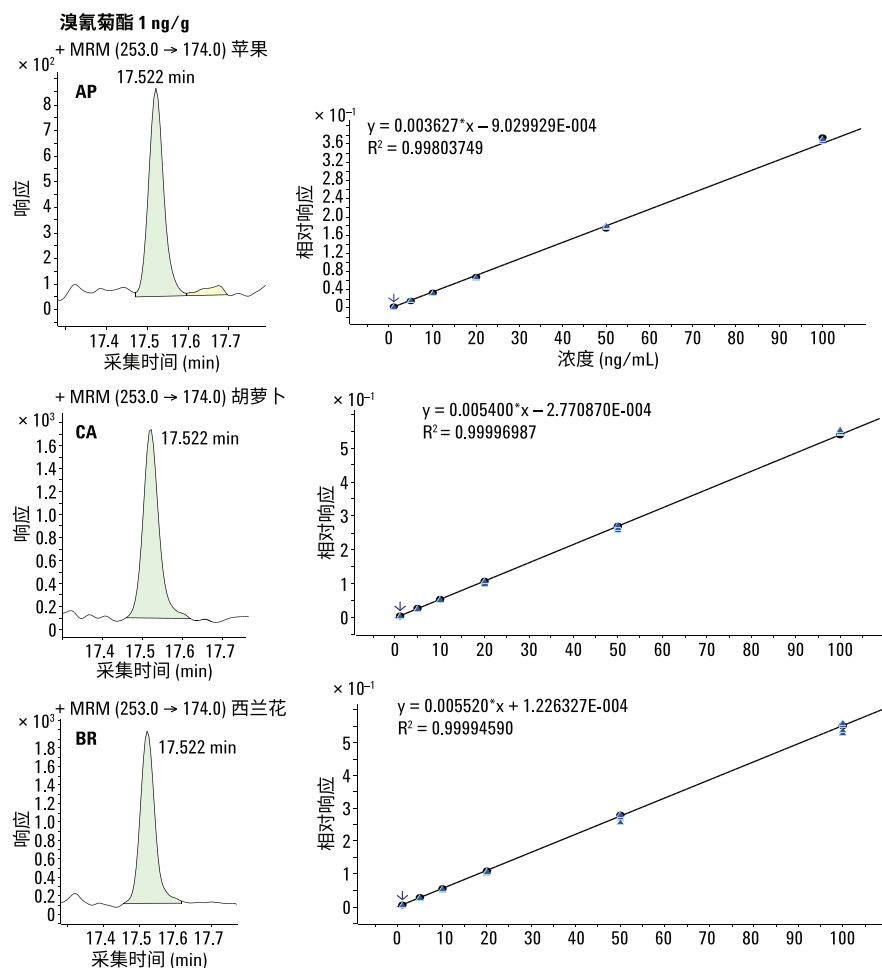 溴氰菊酯 1 ng/g
+ MRM (253.0 → 174.0) 苹果
× 10²
AP
17.522 min
8
7
6
5
4
3
2
1
0
响应
17.4 17.5 17.6 17.7
采集时间 (min)
× 10⁻¹
y = 0.003627*x – 9.029929E-004
R² = 0.99803749
3.6
3.2
2.8
2.4
2.0
1.6
1.2
0.8
0.4
0
相对响应
0 10 20 30 40 50 60 70 80 90 100
浓度 (ng/mL)
+ MRM (253.0 → 174.0) 胡萝卜
× 10³
CA
17.522 min
1.6
1.4
1.2
1.0
0.8
0.6
0.4
0.2
0
响应
17.4 17.5 17.6 17.7
采集时间 (min)
× 10⁻¹
y = 0.005400*x – 2.770870E-004
R² = 0.99996987
5
4
3
2
1
0
相对响应
0 10 20 30 40 50 60 70 80 90 100
+ MRM (253.0 → 174.0) 西兰花
× 10³
BR
17.522 min
1.8
1.6
1.4
1.2
1.0
0.8
0.6
0.4
0.2
0
响应
17.4 17.5 17.6 17.7
采集时间 (min)
× 10⁻¹
y = 0.005520*x + 1.226327E-004
R² = 0.99994590
5
4
3
2
1
0
相对响应
0 10 20 30 40 50 60 70 80 90 100